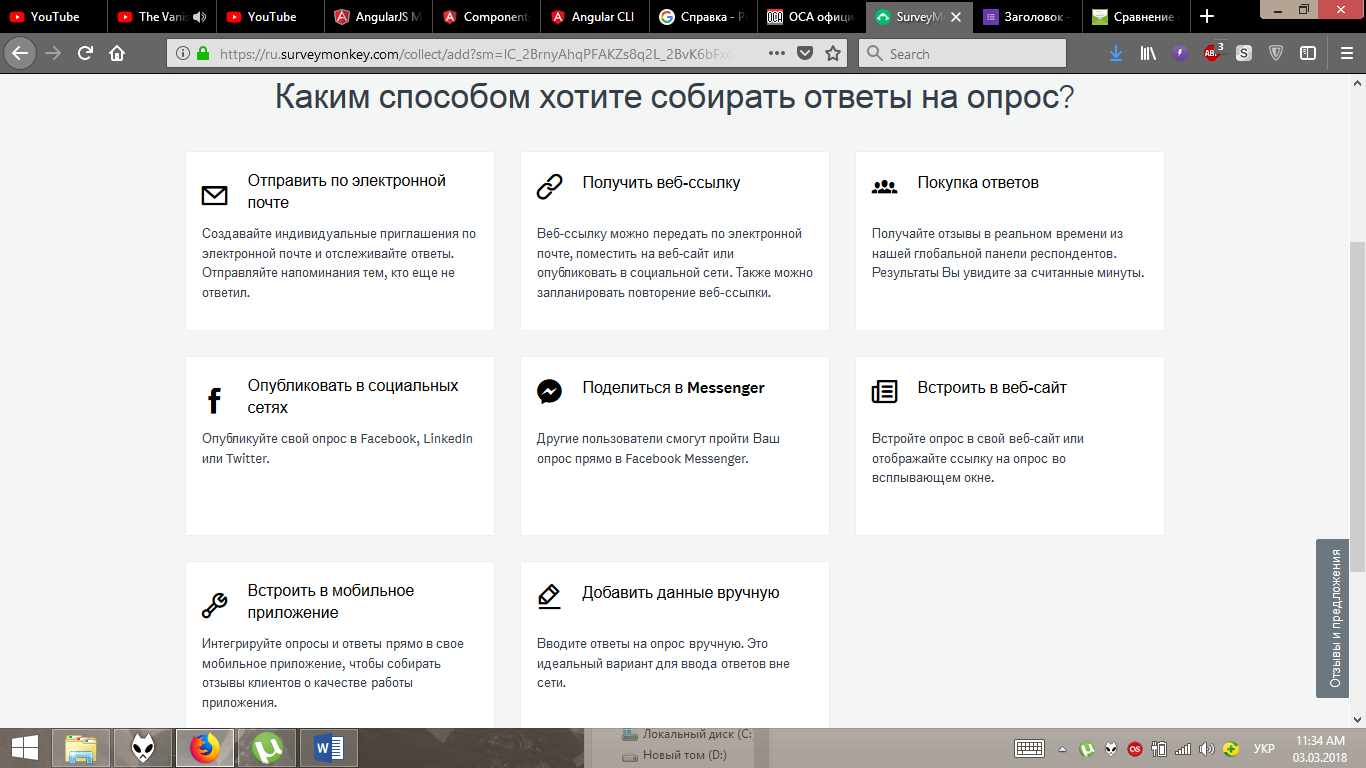 YouTube
The Vanis
YouTube
AngularJS M
Component
Angular CLI
Справка - Р
ОСА офици
SurveyM
Заголовок -
Сравнение
https://ru.surveymonkey.com/collect/add?sm=IC_2BrnyAhqPFAKZs8q2L_2BvK6bFx
Search
3
Каким способом хотите собирать ответы на опрос?
Отправить по электронной
почте
Создавайте индивидуальные приглашения по
электронной почте и отслеживайте ответы.
Отправляйте напоминания тем, кто еще не
ответил.
Получить веб-ссылку
Веб-ссылку можно передать по электронной
почте, поместить на веб-сайт или
опубликовать в социальной сети. Также можно
запланировать повторение веб-ссылки.
Покупка ответов
Получайте отзывы в реальном времени из
нашей глобальной панели респондентов.
Результаты Вы увидите за считанные минуты.
Опубликовать в социальных
сетях
Опубликуйте свой опрос в Facebook, LinkedIn
или Twitter.
Поделиться в Messenger
Другие пользователи смогут пройти Ваш
опрос прямо в Facebook Messenger.
Встроить в веб-сайт
Встройте опрос в свой веб-сайт или
отображайте ссылку на опрос во
всплывающем окне.
Встроить в мобильное
приложение
Интегрируйте опросы и ответы прямо в свое
мобильное приложение, чтобы собирать
отзывы клиентов о качестве работы
приложения.
Добавить данные вручную
Вводите ответы на опрос вручную. Это
идеальный вариант для ввода ответов вне
сети.
Отзывы и предложения
Локальный диск (C:
Новый том (D:)
УКР
11:34 AM
03.03.2018